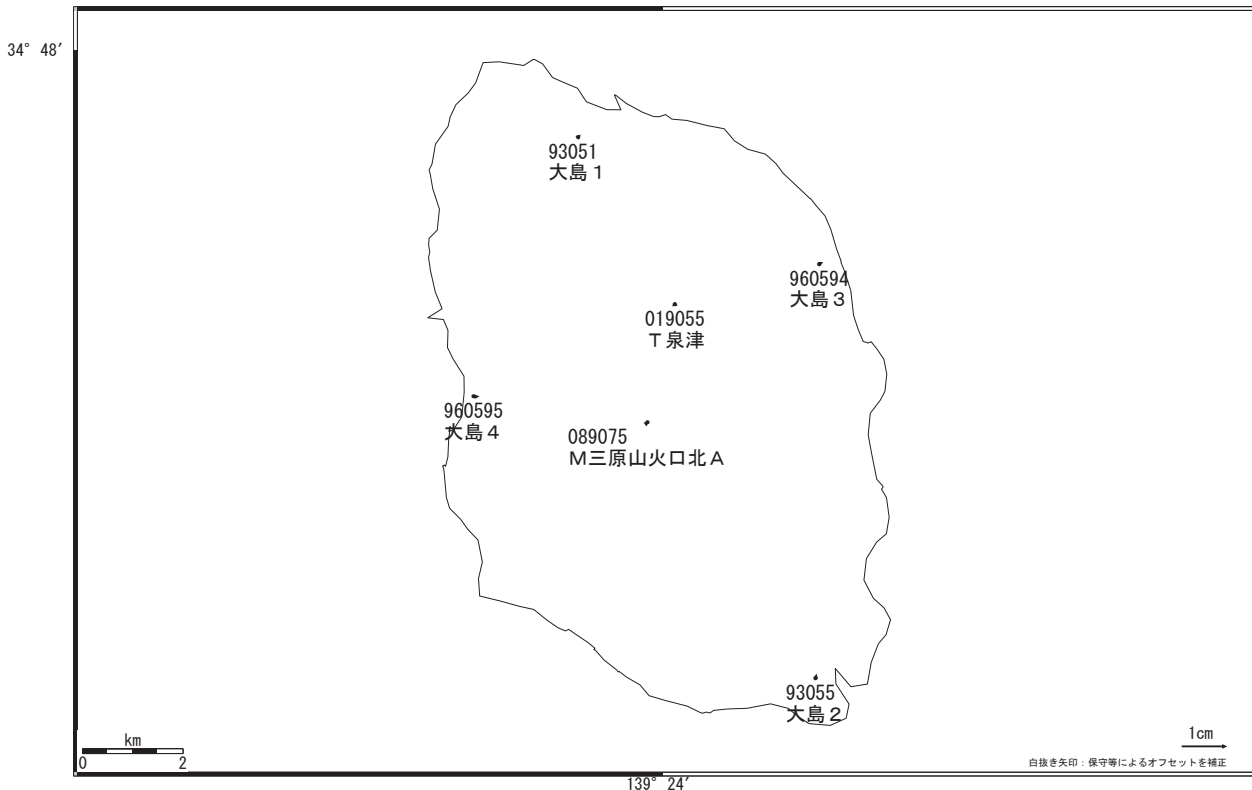 34° 48′
93051
大島１
960594
大島３
019055
Ｔ泉津
960595
大島４
089075
Ｍ三原山火口北Ａ
93055
大島２
km
0 2
1cm
白抜き矢印：保守等によるオフセットを補正
139° 24′